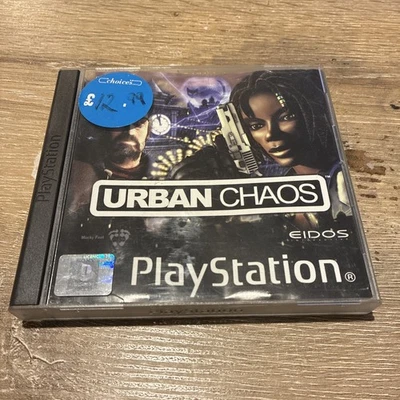 choices
£12.99
PlayStation
URBAN CHAOS
EIDOS
PlayStation®